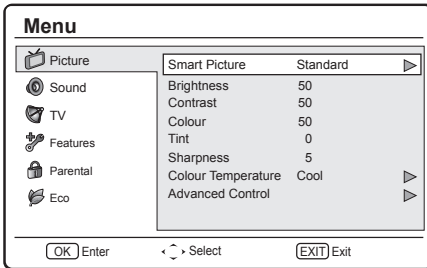 Menu
Picture
Sound
TV
Features
Parental
Eco
Smart Picture Standard
Brightness 50
Contrast 50
Colour 50
Tint 0
Sharpness 5
Colour Temperature Cool
Advanced Control
OK Enter
Select
EXIT Exit